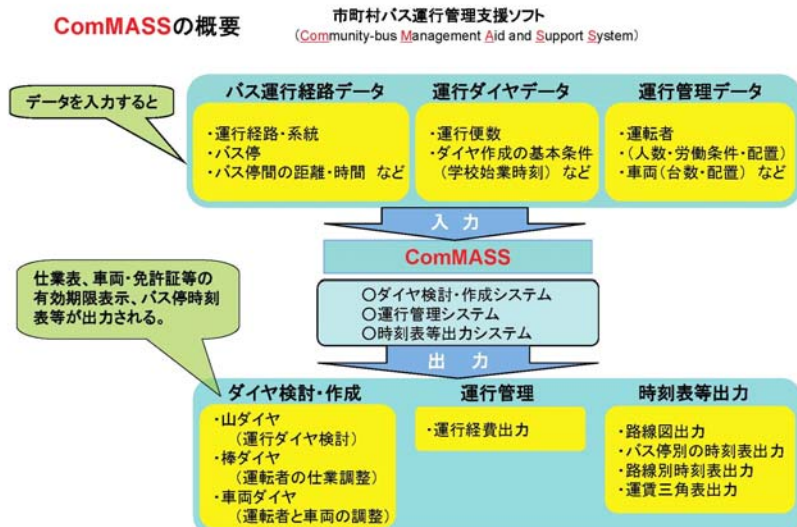 ComMASSの概要
市町村バス運行管理支援ソフト
(Community-bus Management Aid and Support System)
データを入力すると
バス運行経路データ
・運行経路・系統
・バス停
・バス停間の距離・時間 など
運行ダイヤデータ
・運行便数
・ダイヤ作成の基本条件
(学校始業時刻) など
運行管理データ
・運転者
・(人数・労働条件・配置)
・車両(台数・配置) など
入 力
ComMASS
仕業表、車両・免許証等の
有効期限表示、バス停時刻
表等が出力される。
〇ダイヤ検討・作成システム
〇運行管理システム
〇時刻表等出力システム
出 力
ダイヤ検討・作成
・山ダイヤ
(運行ダイヤ検討)
・棒ダイヤ
(運転者の仕業調整)
・車両ダイヤ
(運転者と車両の調整)
運行管理
・運行経費出力
時刻表等出力
・路線図出力
・バス停別の時刻表出力
・路線別時刻表出力
・運賃三角表出力